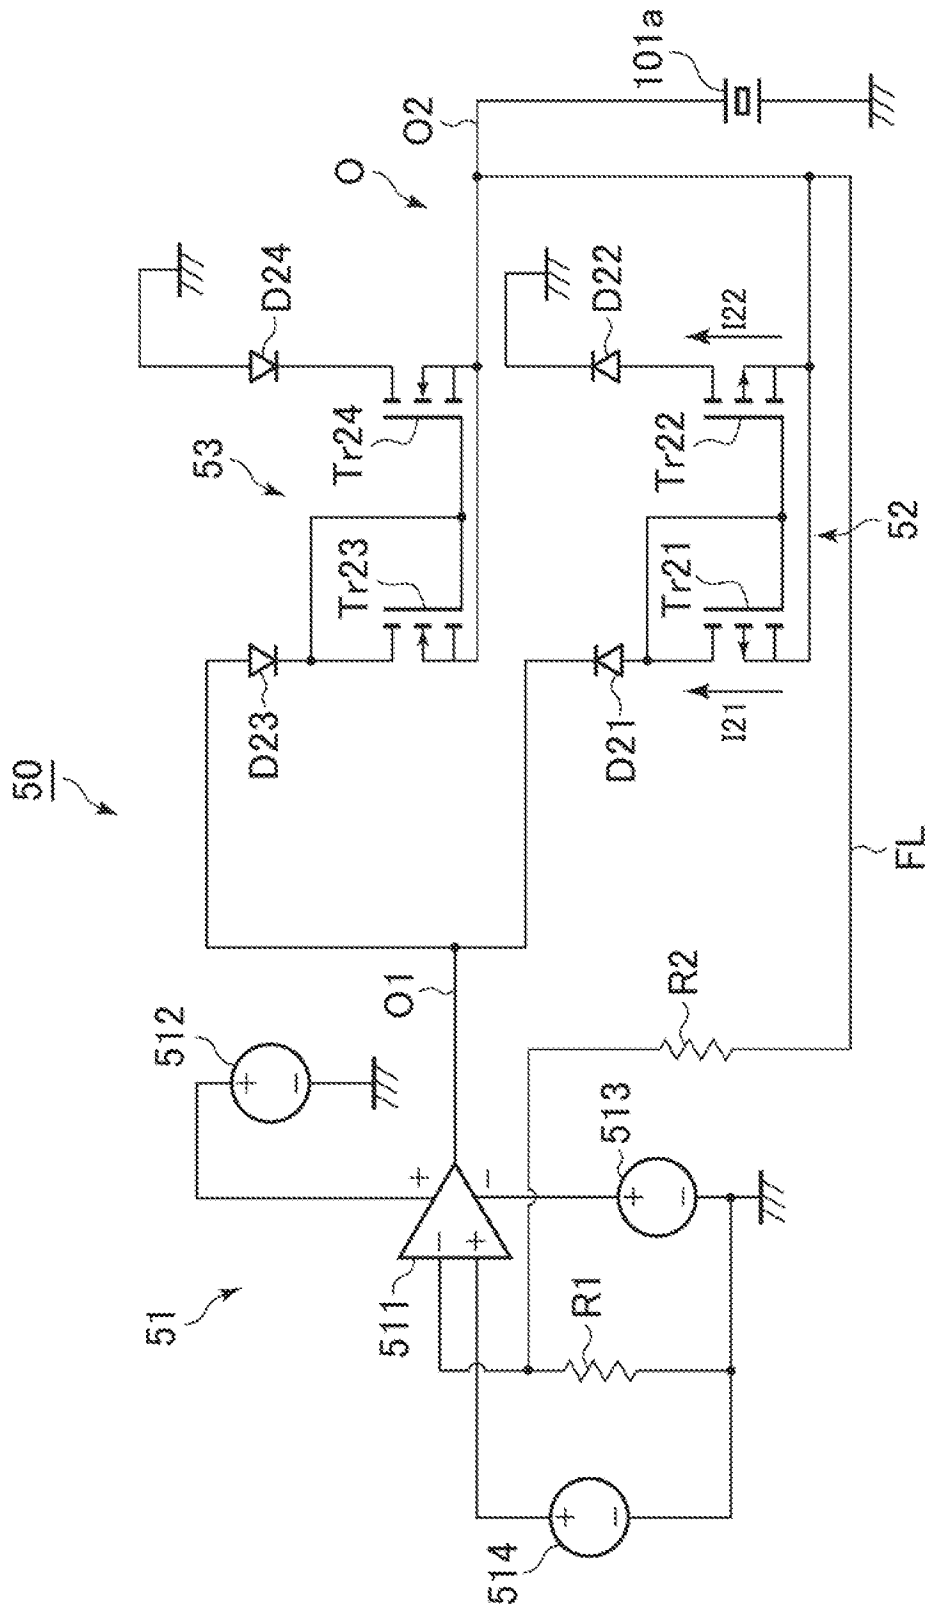 50
51
512
511
O1
514
R1
513
R2
FL
53
D23
Tr23
Tr24
D24
O
O2
101a
D21
Tr21
I21
Tr22
D22
I22
52
+
−
+
−
−
+
+
−
+
−